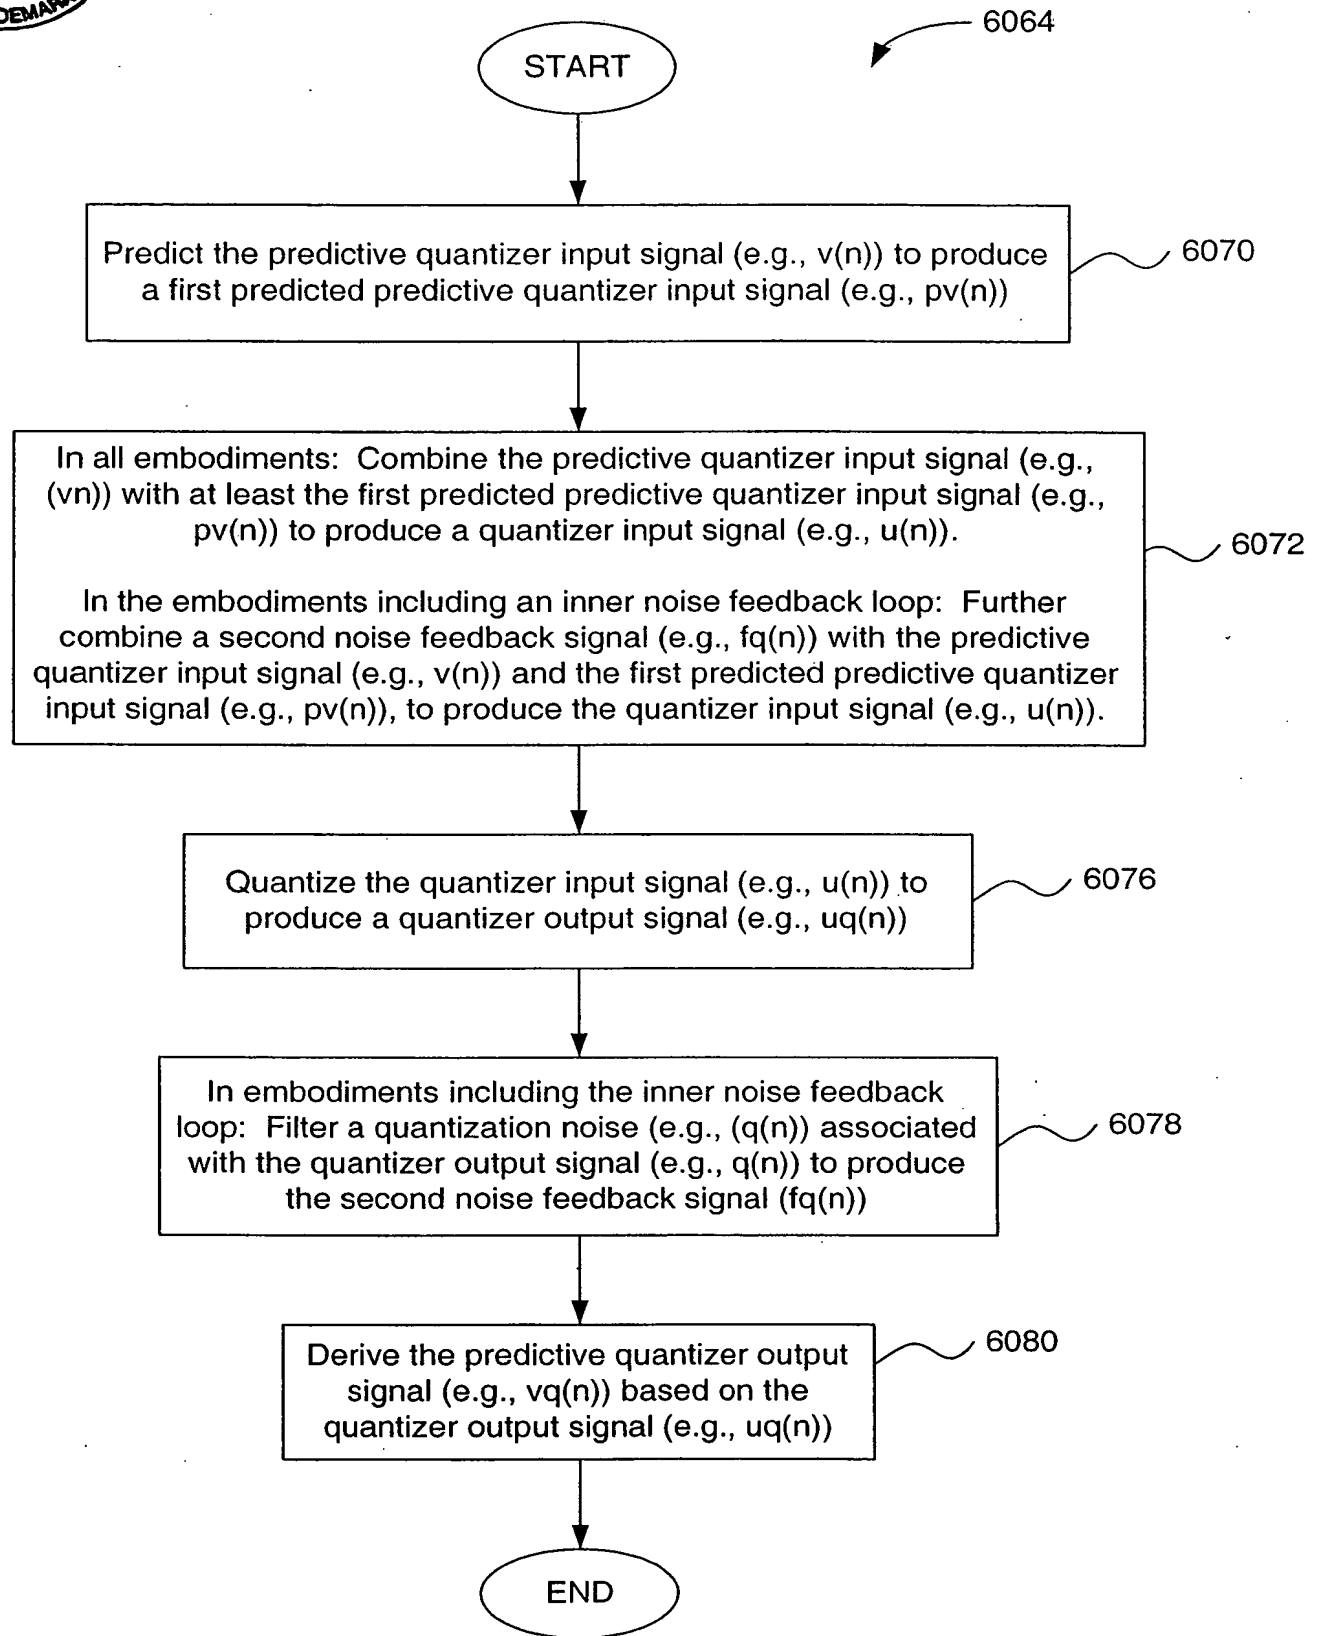 DEMAR
6064
START
Predict the predictive quantizer input signal (e.g., v(n)) to produce
a first predicted predictive quantizer input signal (e.g., pv(n))
6070
In all embodiments: Combine the predictive quantizer input signal (e.g.,
(vn)) with at least the first predicted predictive quantizer input signal (e.g.,
pv(n)) to produce a quantizer input signal (e.g., u(n)).
6072
In the embodiments including an inner noise feedback loop: Further
combine a second noise feedback signal (e.g., fq(n)) with the predictive
quantizer input signal (e.g., v(n)) and the first predicted predictive quantizer
input signal (e.g., pv(n)), to produce the quantizer input signal (e.g., u(n)).
Quantize the quantizer input signal (e.g., u(n)) to
produce a quantizer output signal (e.g., uq(n))
6076
In embodiments including the inner noise feedback
loop: Filter a quantization noise (e.g., (q(n)) associated
with the quantizer output signal (e.g., q(n)) to produce
the second noise feedback signal (fq(n))
6078
Derive the predictive quantizer output
signal (e.g., vq(n)) based on the
quantizer output signal (e.g., uq(n))
6080
END